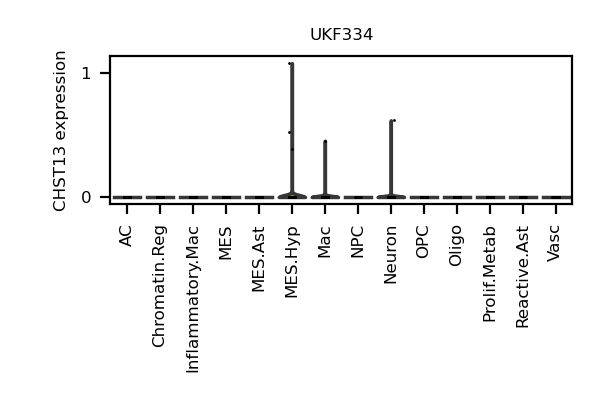 UKF334
CHST13 expression
1
0
AC
Chromatin.Reg
Inflammatory.Mac
MES
MES.Ast
MES.Hyp
Mac
NPC
Neuron
OPC
Oligo
Prolif.Metab
Reactive.Ast
Vasc